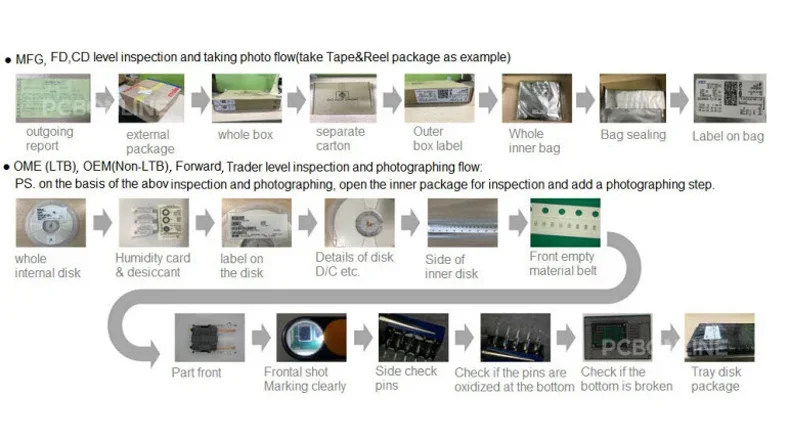 ● MFG, FD,CD level inspection and taking photo flow(take Tape&Reel package as example)
PCBONLINE
outgoing
report
external
package
whole box
separate
carton
Outer
box label
Whole
inner bag
Bag sealing
Label on bag
● OME (LTB), OEM(Non-LTB), Forward, Trader level inspection and photographing flow:
PS. on the basis of the abov inspection and photographing, open the inner package for inspection and add a photographing step.
whole
internal disk
Humidity card
& desiccant
label on
the disk
Details of disk
D/C etc.
Side of
inner disk
Front empty
material belt
PCBONLINE
Part front
Frontal shot
Marking clearly
Side check
pins
Check if the pins are
oxidized at the bottom
Check if the
bottom is broken
Tray disk
package